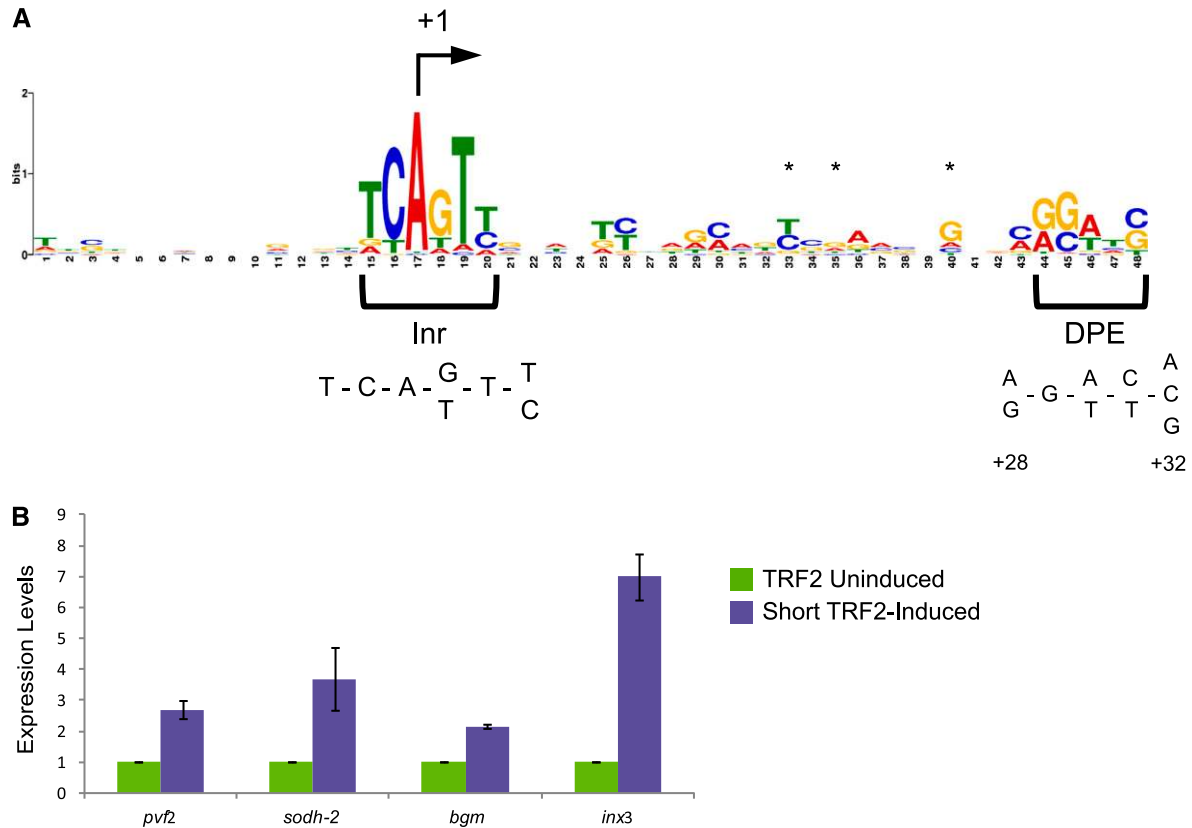 A
+1
2
1
0
bits
* * *
TCAGTT
1 2 3 4 5 6 7 8 9 10 11 12 13 14 15 16 17 18 19 20 21 22 23 24 25 26 27 28 29 30 31 32 33 34 35 36 37 38 39 40 41 42 43 44 45 46 47 48
Inr
DPE
T - C - A - G - T - T
T C
A - G - A - C - A
G T T C
G
+28
+32
B
9
8
7
6
5
4
3
2
1
0
Expression Levels
pvf2
sodh-2
bgm
inx3
TRF2 Uninduced
Short TRF2-Induced